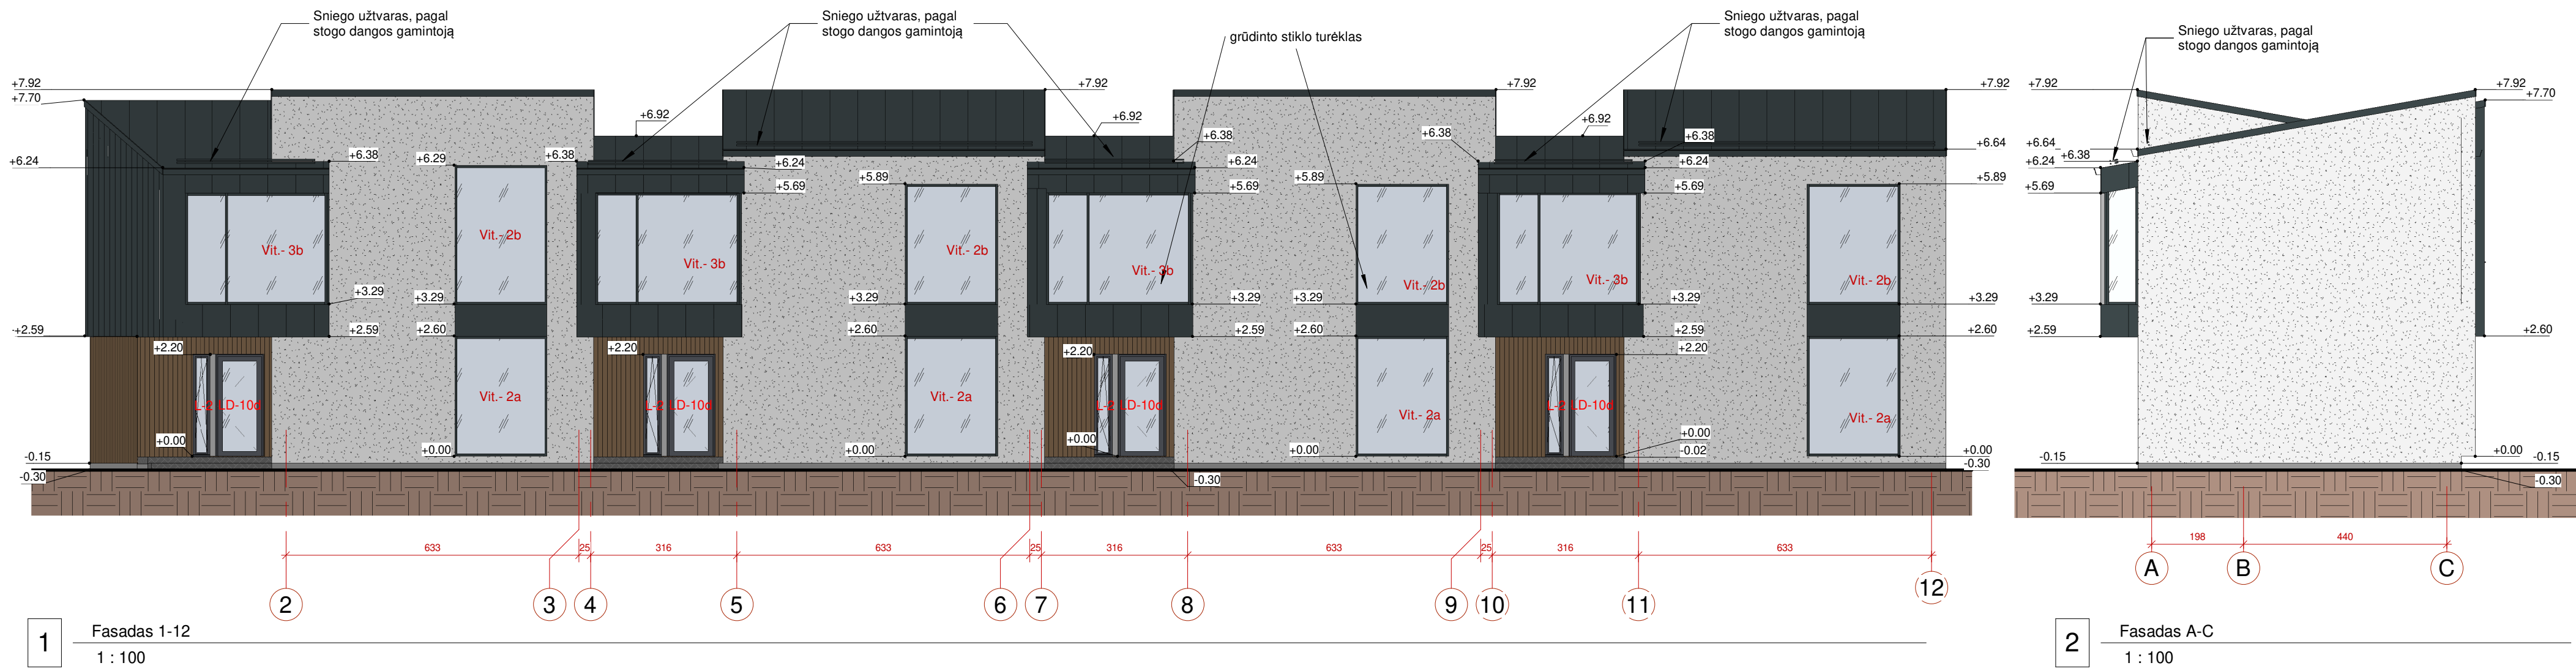 Sniego užtvaras, pagal
stogo dangos gamintoją
Sniego užtvaras, pagal
stogo dangos gamintoją
grūdinto stiklo turėklas
Sniego užtvaras, pagal
stogo dangos gamintoją
Sniego užtvaras, pagal
stogo dangos gamintoją
+7.92
+7.70
+6.24
+2.59
-0.15
-0.30
+6.38
+3.29
+2.59
+2.20
+0.00
Vit.- 3b
L-2 LD-10d
+6.29
+6.38
+3.29
+2.60
+0.00
Vit.- 2b
Vit.- 2a
+6.92
+6.24
+5.69
Vit.- 3b
+2.20
L-2 LD-10d
+7.92
+5.89
+3.29
+2.60
+0.00
Vit.- 2b
Vit.- 2a
+6.92
+6.38
+6.24
+5.69
+3.29
+2.59
Vit.- 3b
+2.20
+0.00
L-2 LD-10d
-0.30
+7.92
+6.38
+5.89
+3.29
+2.60
+0.00
Vit.- 2b
Vit.- 2a
+6.92
+6.38
+6.24
+5.69
+3.29
+2.59
+2.20
+0.00
-0.02
Vit.- 3b
L-2 LD-10d
Vit.- 2b
Vit.- 2a
+7.92
+6.64
+5.89
+3.29
+2.60
+0.00
-0.30
633
25
316
633
25
316
633
25
316
633
2
3
4
5
6
7
8
9
10
11
12
1
Fasadas 1-12
1 : 100
+7.92
+6.64
+6.38
+6.24
+5.69
+3.29
+2.59
-0.15
+7.92
+7.70
+2.60
+0.00
-0.15
-0.30
198
440
A
B
C
2
Fasadas A-C
1 : 100